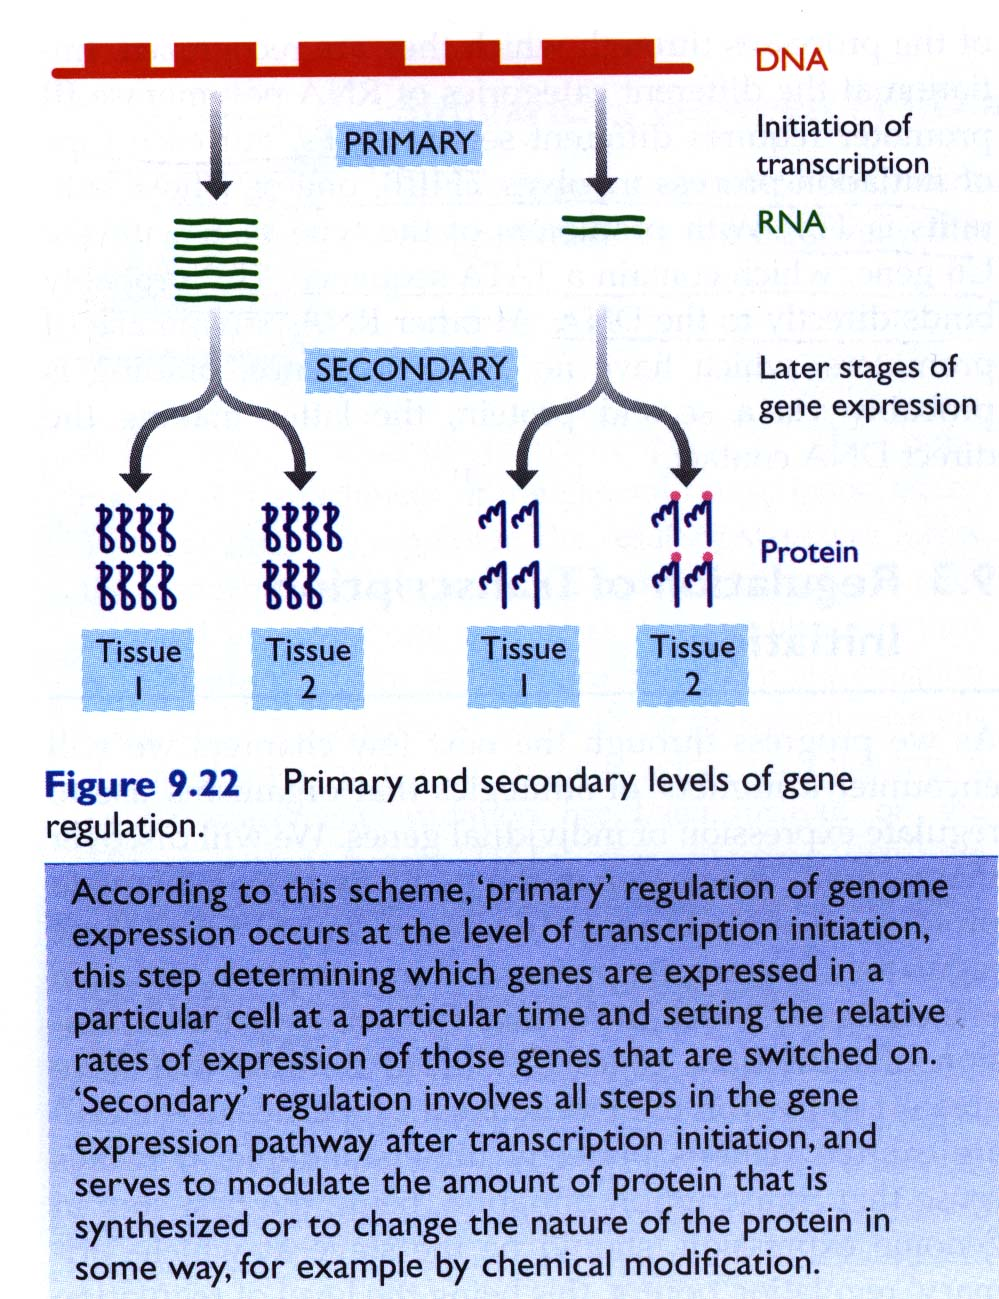 DNA
PRIMARY
Initiation of
transcription
RNA
SECONDARY
Later stages of
gene expression
Protein
Tissue
1
Tissue
2
Tissue
1
Tissue
2
Figure 9.22 Primary and secondary levels of gene
regulation.
According to this scheme, ‘primary’ regulation of genome
expression occurs at the level of transcription initiation,
this step determining which genes are expressed in a
particular cell at a particular time and setting the relative
rates of expression of those genes that are switched on.
‘Secondary’ regulation involves all steps in the gene
expression pathway after transcription initiation, and
serves to modulate the amount of protein that is
synthesized or to change the nature of the protein in
some way, for example by chemical modification.